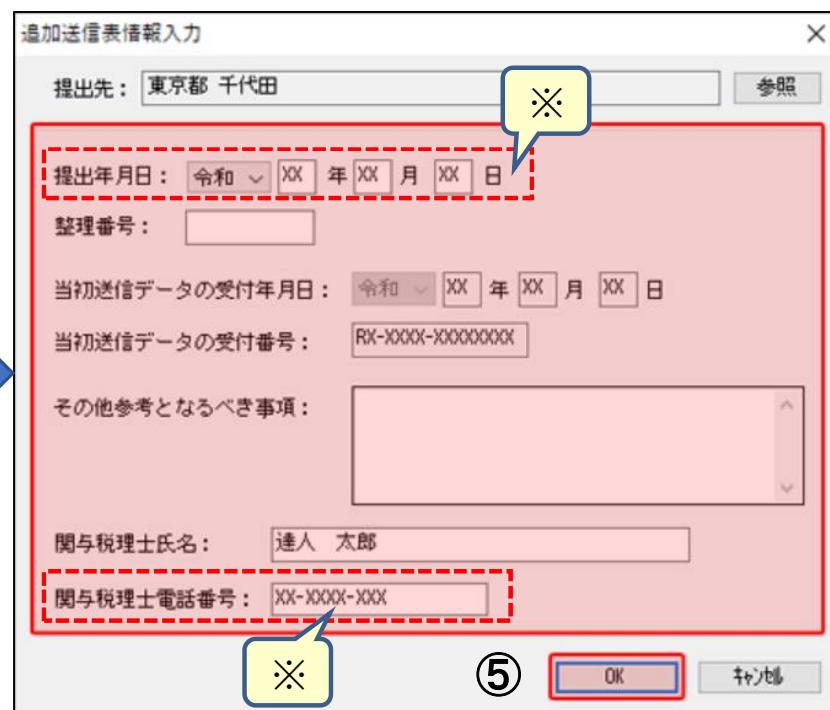 追加送信表情報入力
提出先： 東京都 千代田 参照
※
提出年月日： 令和 XX 年 XX 月 XX 日
整理番号：
当初送信データの受付年月日： 令和 XX 年 XX 月 XX 日
当初送信データの受付番号： RX-XXXX-XXXXXXXX
その他参考となるべき事項：
関与税理士氏名： 達人 太郎
関与税理士電話番号： XX-XXXX-XXX
※ ⑤ OK キャンセル